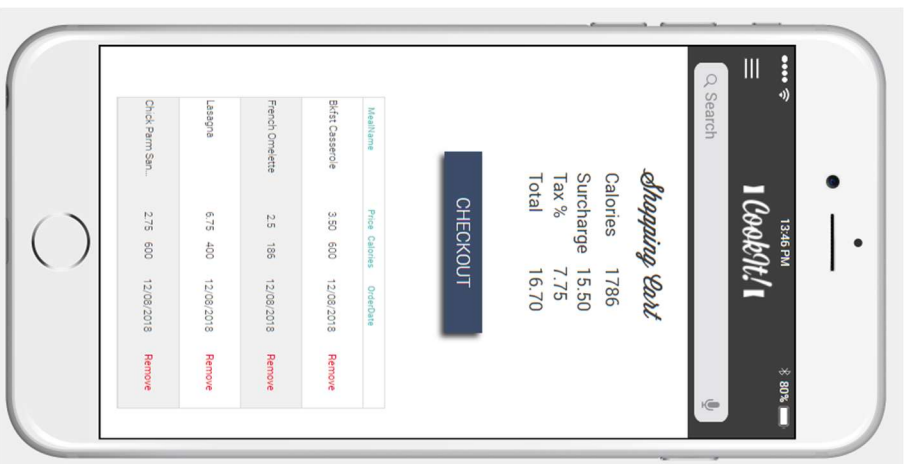 13:46 PM
80%
CookIt!
Search
Shopping Cart
Calories 1786
Surcharge 15.50
Tax % 7.75
Total 16.70
CHECKOUT
MealName Price Calories OrderDate
Bkfst Casserole 3.50 600 12/08/2018 Remove
French Omelette 2.5 186 12/08/2018 Remove
Lasagna 6.75 400 12/08/2018 Remove
Chick Parm San... 2.75 600 12/08/2018 Remove